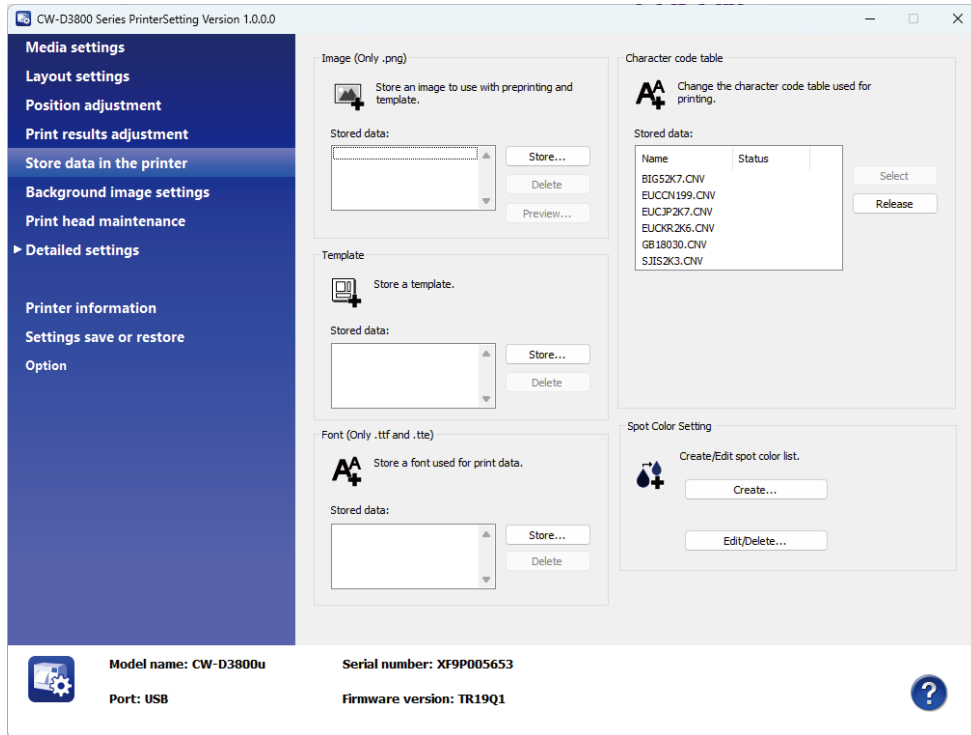 CW-D3800 Series PrinterSetting Version 1.0.0.0
Media settings
Layout settings
Position adjustment
Print results adjustment
Store data in the printer
Background image settings
Print head maintenance
Detailed settings
Printer information
Settings save or restore
Option
Image (Only .png)
Store an image to use with preprinting and
template.
Stored data:
Store...
Delete
Preview...
Template
Store a template.
Stored data:
Store...
Delete
Font (Only .ttf and .tte)
Store a font used for print data.
Stored data:
Store...
Delete
Character code table
Change the character code table used for
printing.
Stored data:
Name Status
BIG52K7.CNV
EUCCN199.CNV
EUCJP2K7.CNV
EUCKR2K6.CNV
GB18030.CNV
SJIS2K3.CNV
Select
Release
Spot Color Setting
Create/Edit spot color list.
Create...
Edit/Delete...
Model name: CW-D3800u Serial number: XF9P005653
Port: USB Firmware version: TR19Q1